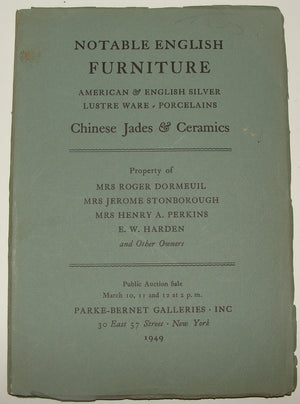 NOTABLE ENGLISH
FURNITURE
AMERICAN & ENGLISH SILVER
LUSTRE WARE · PORCELAINS
Chinese Jades & Ceramics
Property of
MRS ROGER DORMEUIL
MRS JEROME STONBOROUGH
MRS HENRY A. PERKINS
E. W. HARDEN
and Other Owners
Public Auction Sale
March 10, 11 and 12 at 2 p. m.
PARKE-BERNET GALLERIES · INC
30 East 57 Street · New York
1949